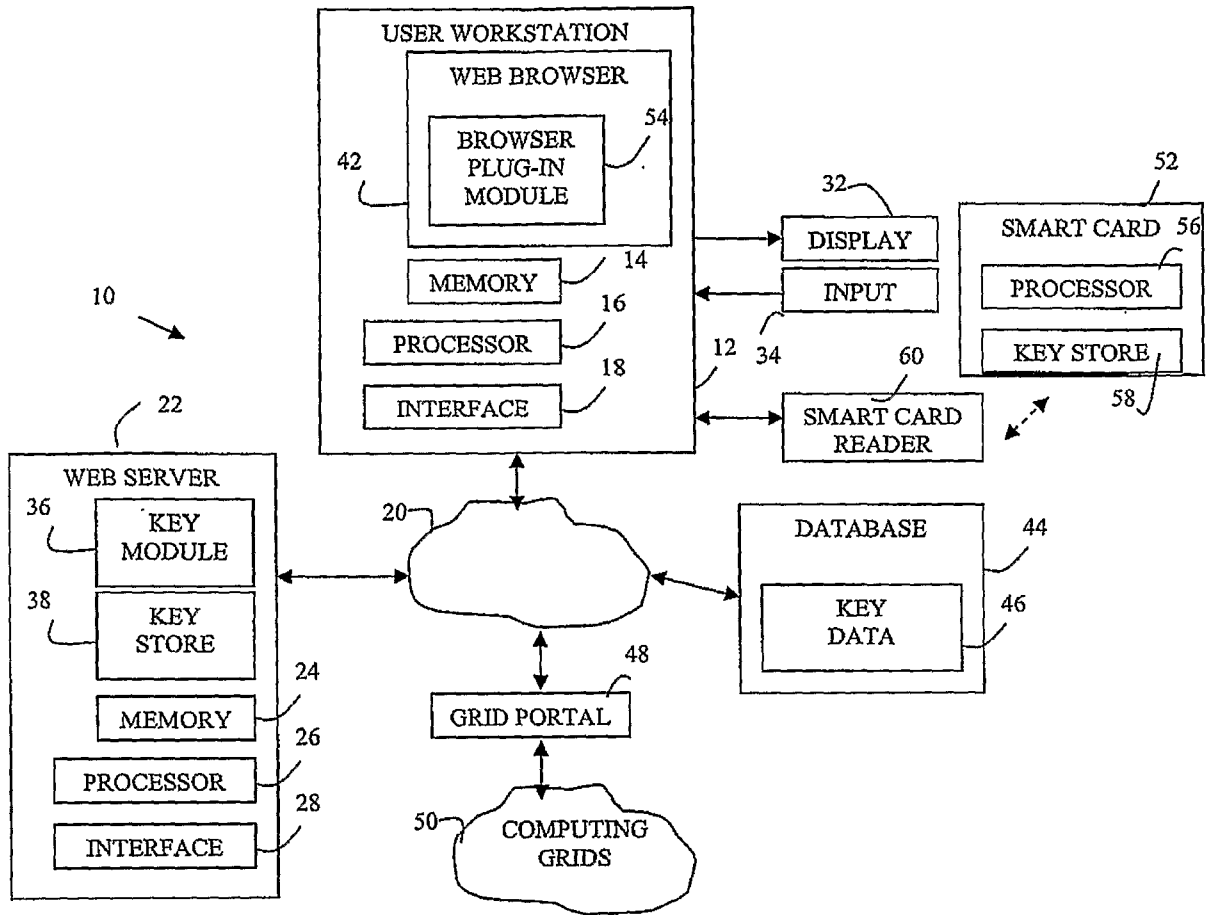 USER WORKSTATION
WEB BROWSER
BROWSER
PLUG-IN
MODULE
54
42
MEMORY
14
PROCESSOR
16
INTERFACE
18
12
32
DISPLAY
INPUT
34
52
SMART CARD
56
PROCESSOR
KEY STORE
58
60
SMART CARD
READER
10
22
WEB SERVER
36
KEY
MODULE
38
KEY
STORE
24
MEMORY
26
PROCESSOR
28
INTERFACE
20
DATABASE
44
KEY
DATA
46
48
GRID PORTAL
50
COMPUTING
GRIDS